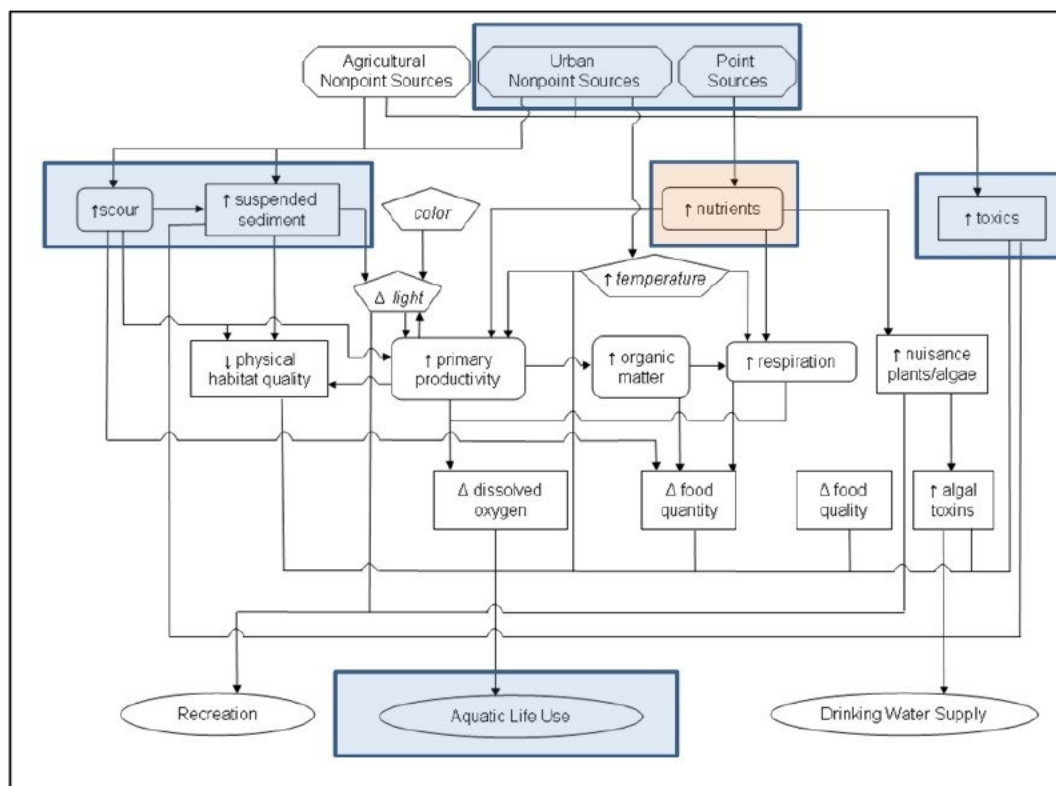 Agricultural
Nonpoint Sources
Urban
Nonpoint Sources
Point
Sources
↑scour
↑ suspended
sediment
color
↑ nutrients
↑ toxics
Δ light
↑ temperature
↓ physical
habitat quality
↑ primary
productivity
↑ organic
matter
↑ respiration
↑ nuisance
plants/algae
Δ dissolved
oxygen
Δ food
quantity
Δ food
quality
↑ algal
toxins
Recreation
Aquatic Life Use
Drinking Water Supply